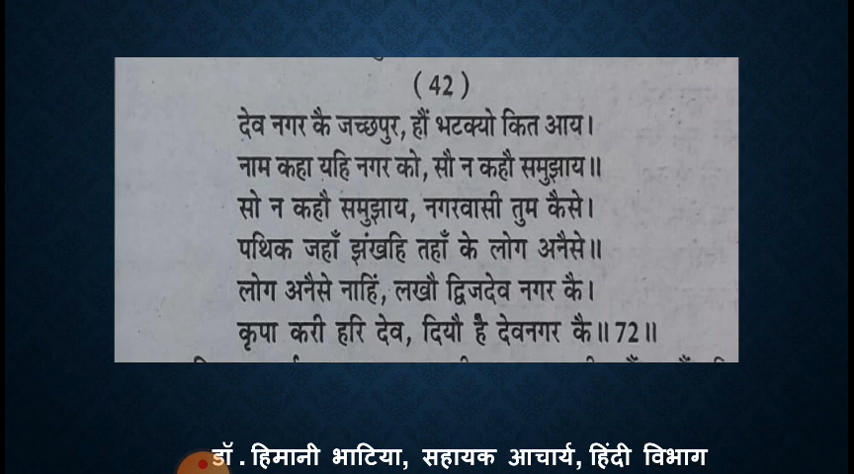 (42)
देव नगर कै जच्छपुर, हौं भटक्यो कित आय।
नाम कहा यहि नगर को, सौ न कहौ समुझाय॥
सो न कहौ समुझाय, नगरवासी तुम कैसे।
पथिक जहाँ झंखहि तहाँ के लोग अनैसे॥
लोग अनैसे नाहिं, लखौ द्विजदेव नगर कै।
कृपा करी हरि देव, दियौ है देवनगर कै॥72॥
डॉ . हिमानी भाटिया, सहायक आचार्य, हिंदी विभाग